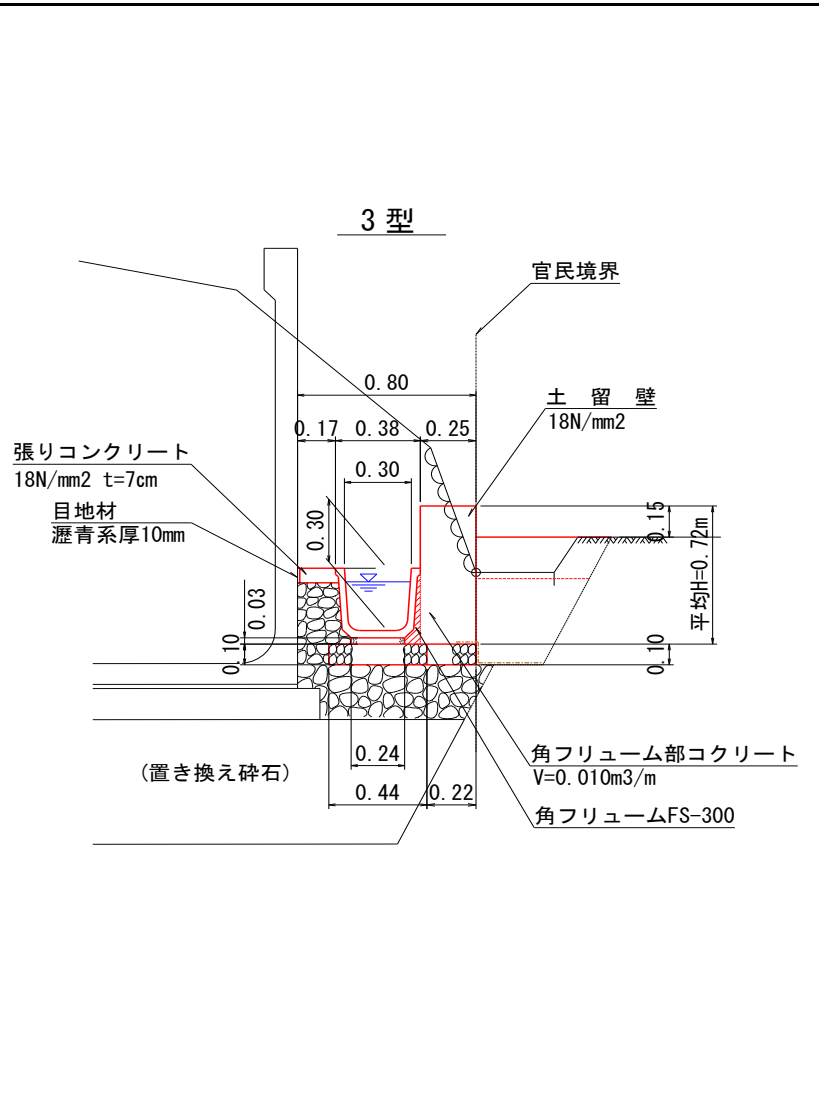 3型
官民境界
0.80
土留壁
18N/mm2
0.17
0.38
0.25
張りコンクリート
18N/mm2 t=7cm
0.30
目地材
瀝青系厚10mm
0.30
0.15
平均H=0.72m
0.03
0.10
0.10
0.24
(置き換え砕石)
角フリューム部コクリート
V=0.010m3/m
0.44
0.22
角フリュームFS-300